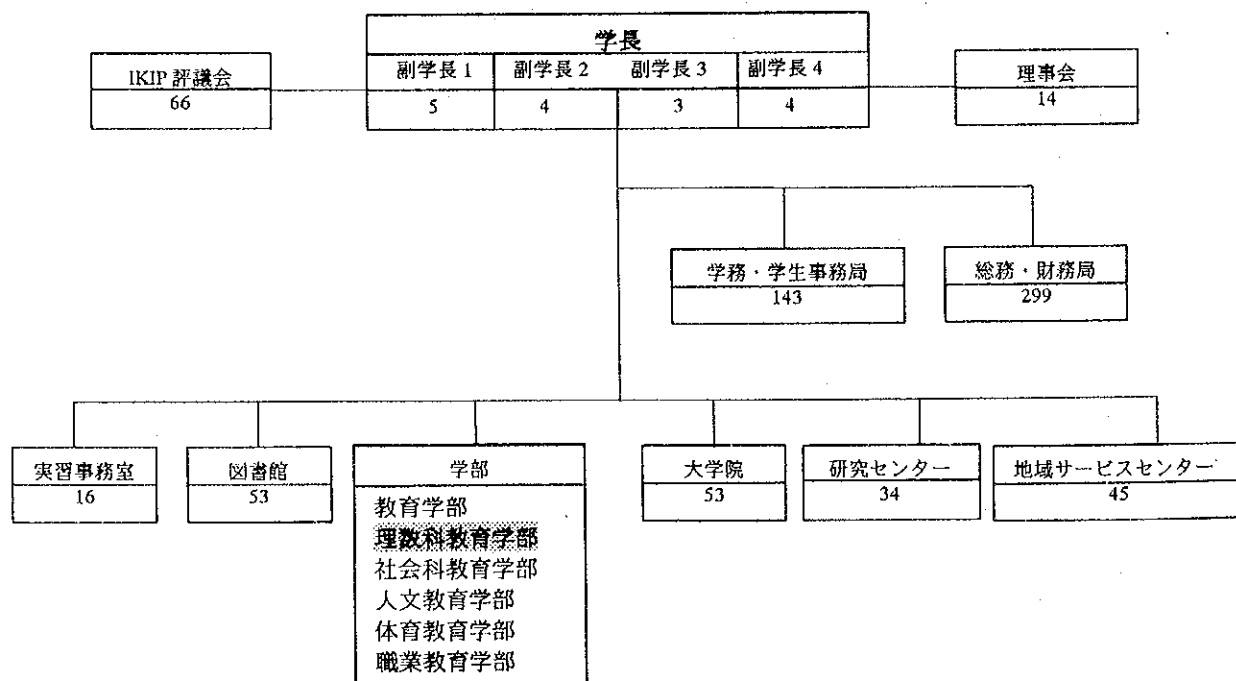 学長
副学長1 副学長2 副学長3 副学長4
5 4 3 4
IKIP 評議会
66
理事会
14
学務・学生事務局
143
総務・財務局
299
実習事務室
16
図書館
53
学部
教育学部
理数科教育学部
社会科教育学部
人文教育学部
体育教育学部
職業教育学部
大学院
53
研究センター
34
地域サービスセンター
45